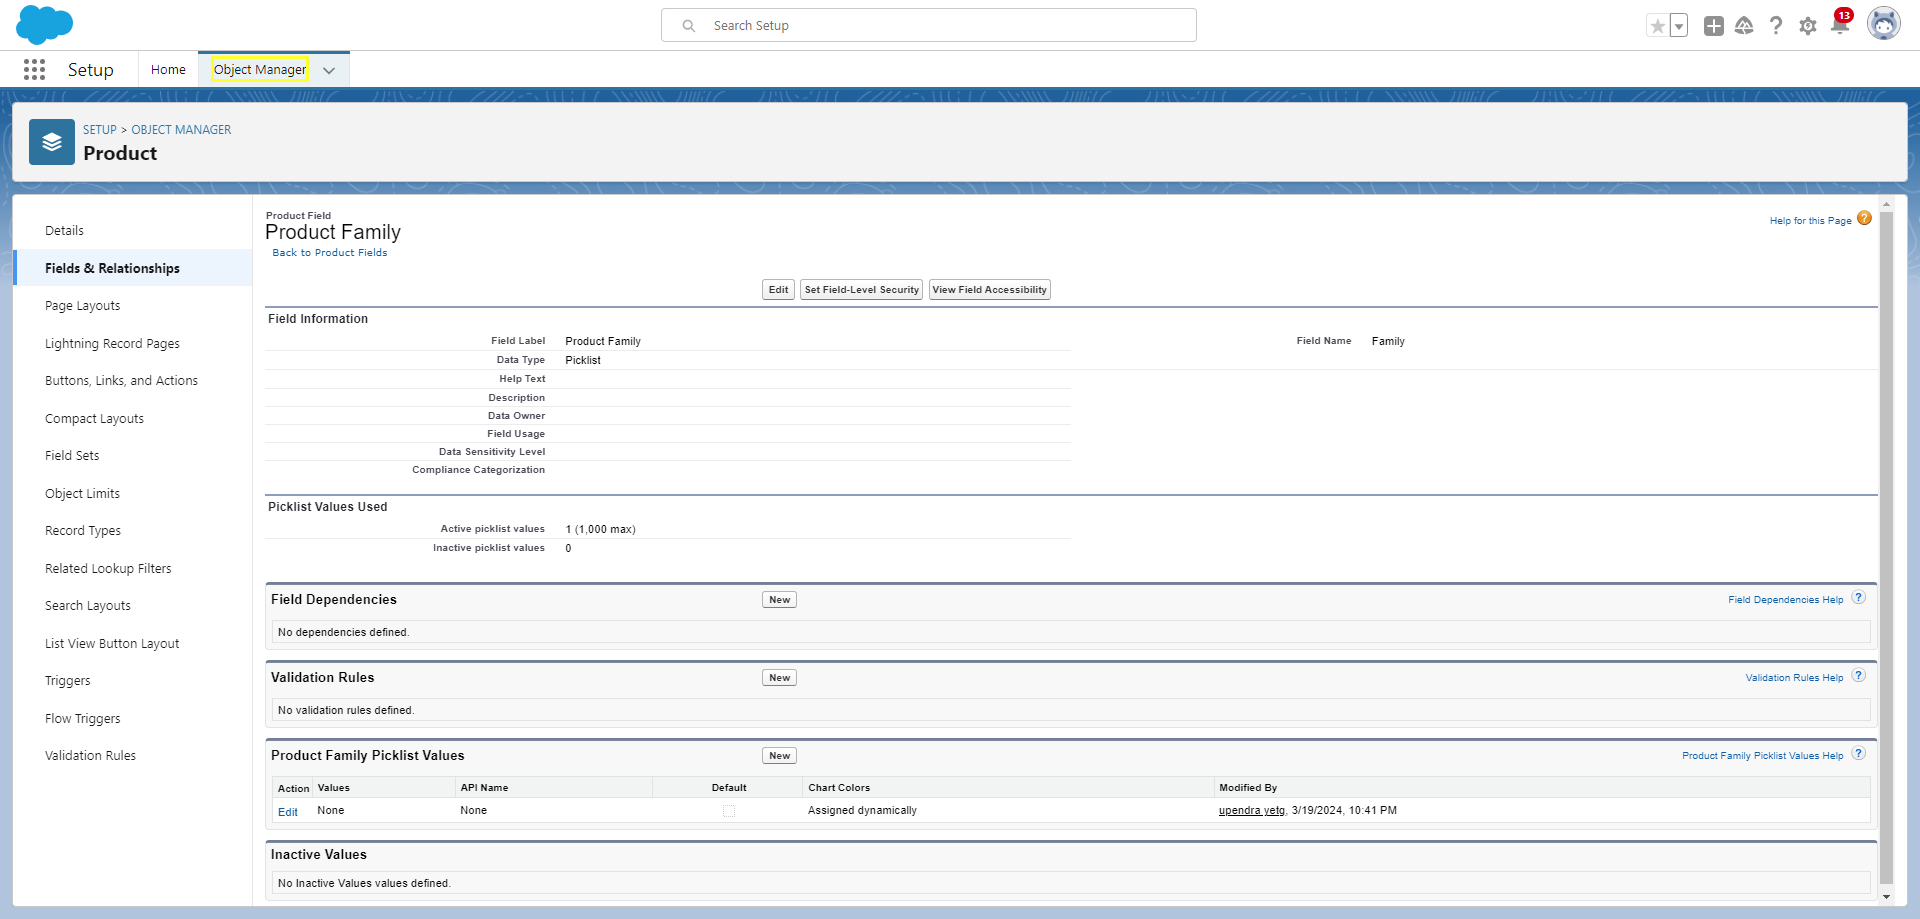 Search Setup
13
Setup
Home
Object Manager
SETUP > OBJECT MANAGER
Product
Details
Fields & Relationships
Page Layouts
Lightning Record Pages
Buttons, Links, and Actions
Compact Layouts
Field Sets
Object Limits
Record Types
Related Lookup Filters
Search Layouts
List View Button Layout
Triggers
Flow Triggers
Validation Rules
Product Field
Product Family
Back to Product Fields
Help for this Page ?
Edit Set Field-Level Security View Field Accessibility
Field Information
Field Label Product Family Field Name Family
Data Type Picklist
Help Text
Description
Data Owner
Field Usage
Data Sensitivity Level
Compliance Categorization
Picklist Values Used
Active picklist values 1 (1,000 max)
Inactive picklist values 0
Field Dependencies New Field Dependencies Help ?
No dependencies defined.
Validation Rules New Validation Rules Help ?
No validation rules defined.
Product Family Picklist Values New Product Family Picklist Values Help ?
Action Values API Name Default Chart Colors Modified By
Edit None None Assigned dynamically upendra yetg, 3/19/2024, 10:41 PM
Inactive Values
No Inactive Values values defined.